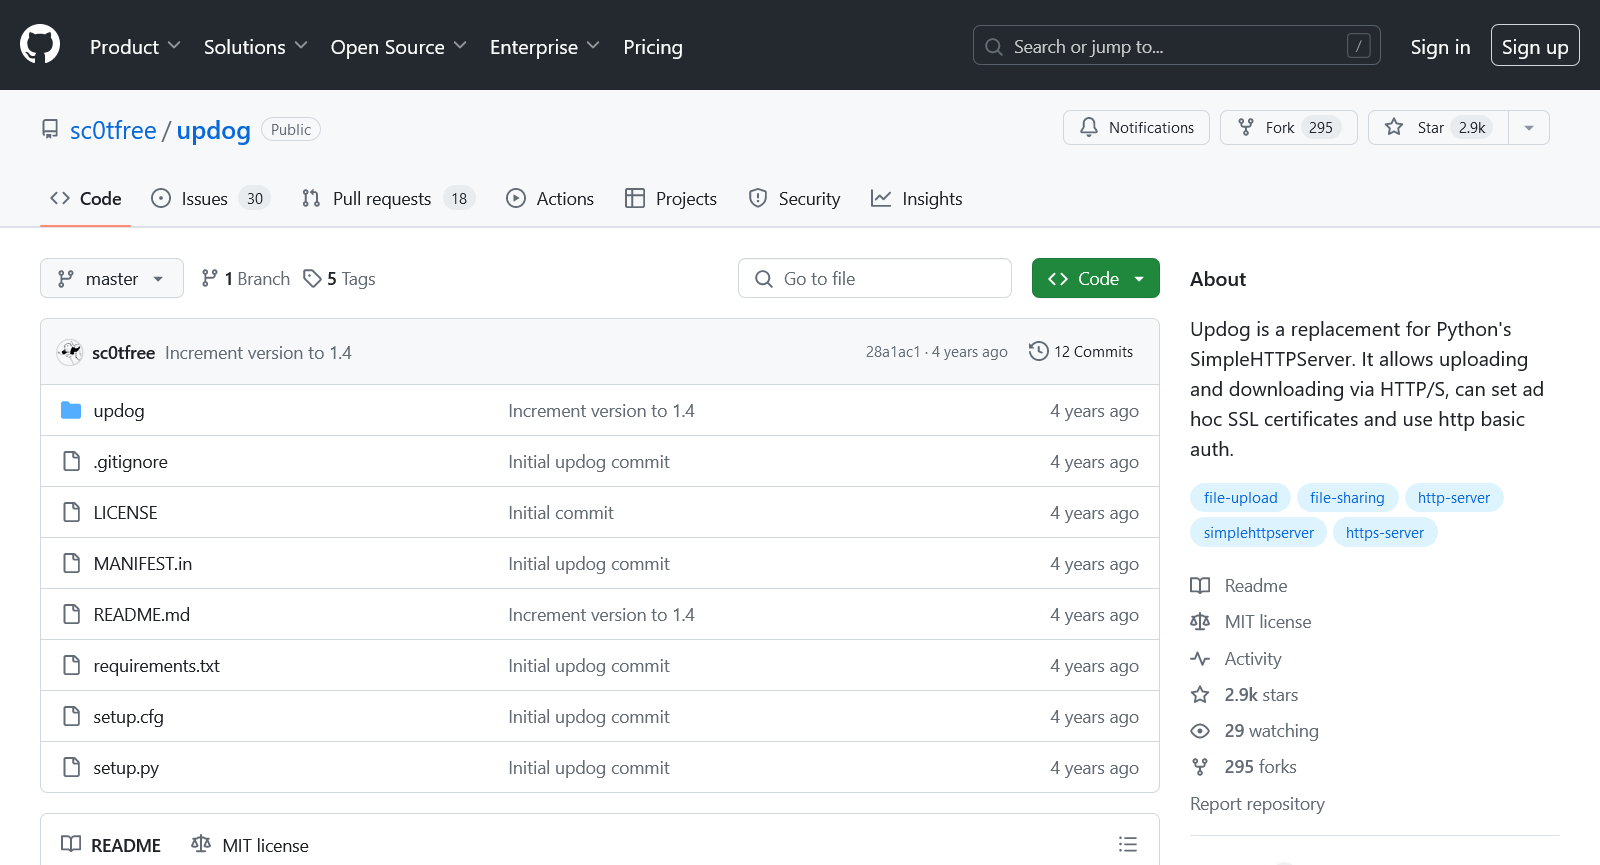 Product Solutions Open Source Enterprise Pricing Search or jump to... / Sign in Sign up
sc0tfree / updog Public Notifications Fork 295 Star 2.9k
Code Issues 30 Pull requests 18 Actions Projects Security Insights
master 1 Branch 5 Tags Go to file Code
sc0tfree Increment version to 1.4 28a1ac1 · 4 years ago 12 Commits
updog Increment version to 1.4 4 years ago
.gitignore Initial updog commit 4 years ago
LICENSE Initial commit 4 years ago
MANIFEST.in Initial updog commit 4 years ago
README.md Increment version to 1.4 4 years ago
requirements.txt Initial updog commit 4 years ago
setup.cfg Initial updog commit 4 years ago
setup.py Initial updog commit 4 years ago
README MIT license
About
Updog is a replacement for Python's
SimpleHTTPServer. It allows uploading
and downloading via HTTP/S, can set ad
hoc SSL certificates and use http basic
auth.
file-upload file-sharing http-server
simplehttpserver https-server
Readme
MIT license
Activity
2.9k stars
29 watching
295 forks
Report repository